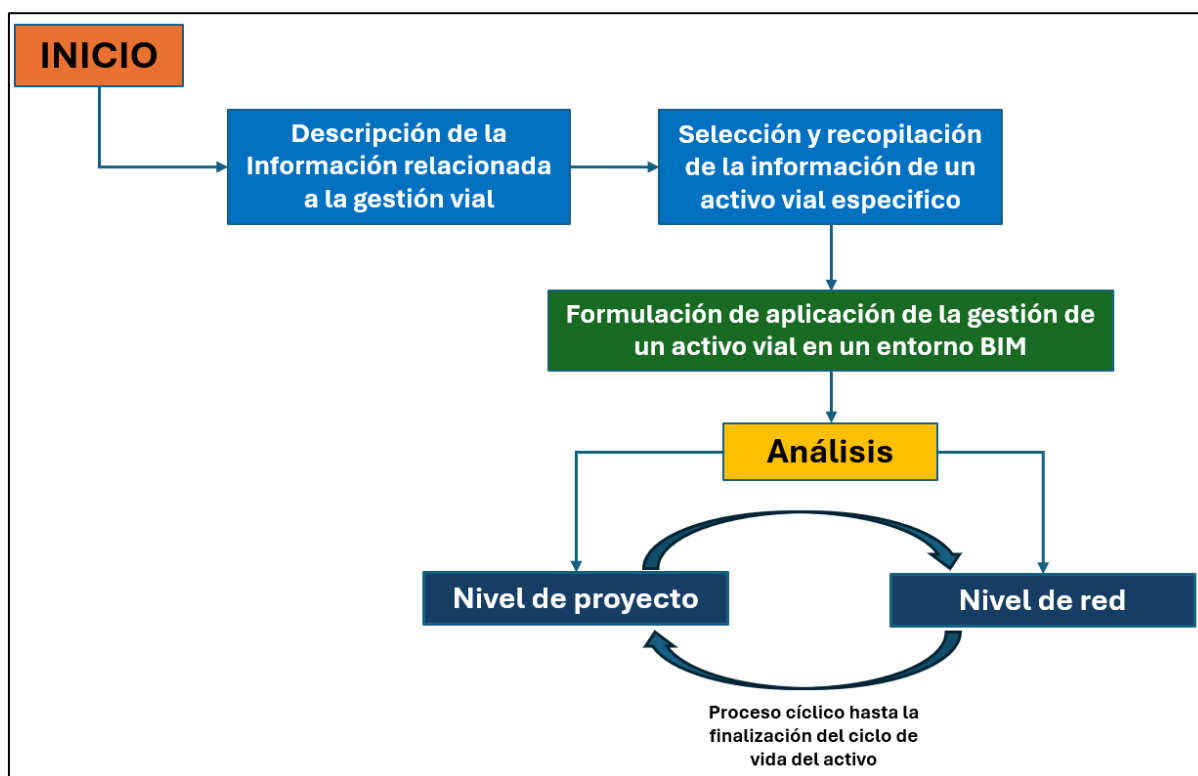 INICIO
Descripción de la
Información relacionada
a la gestión vial
Selección y recopilación
de la información de un
activo vial especifico
Formulación de aplicación de la gestión de
un activo vial en un entorno BIM
Análisis
Nivel de proyecto
Nivel de red
Proceso cíclico hasta la
finalización del ciclo de
vida del activo